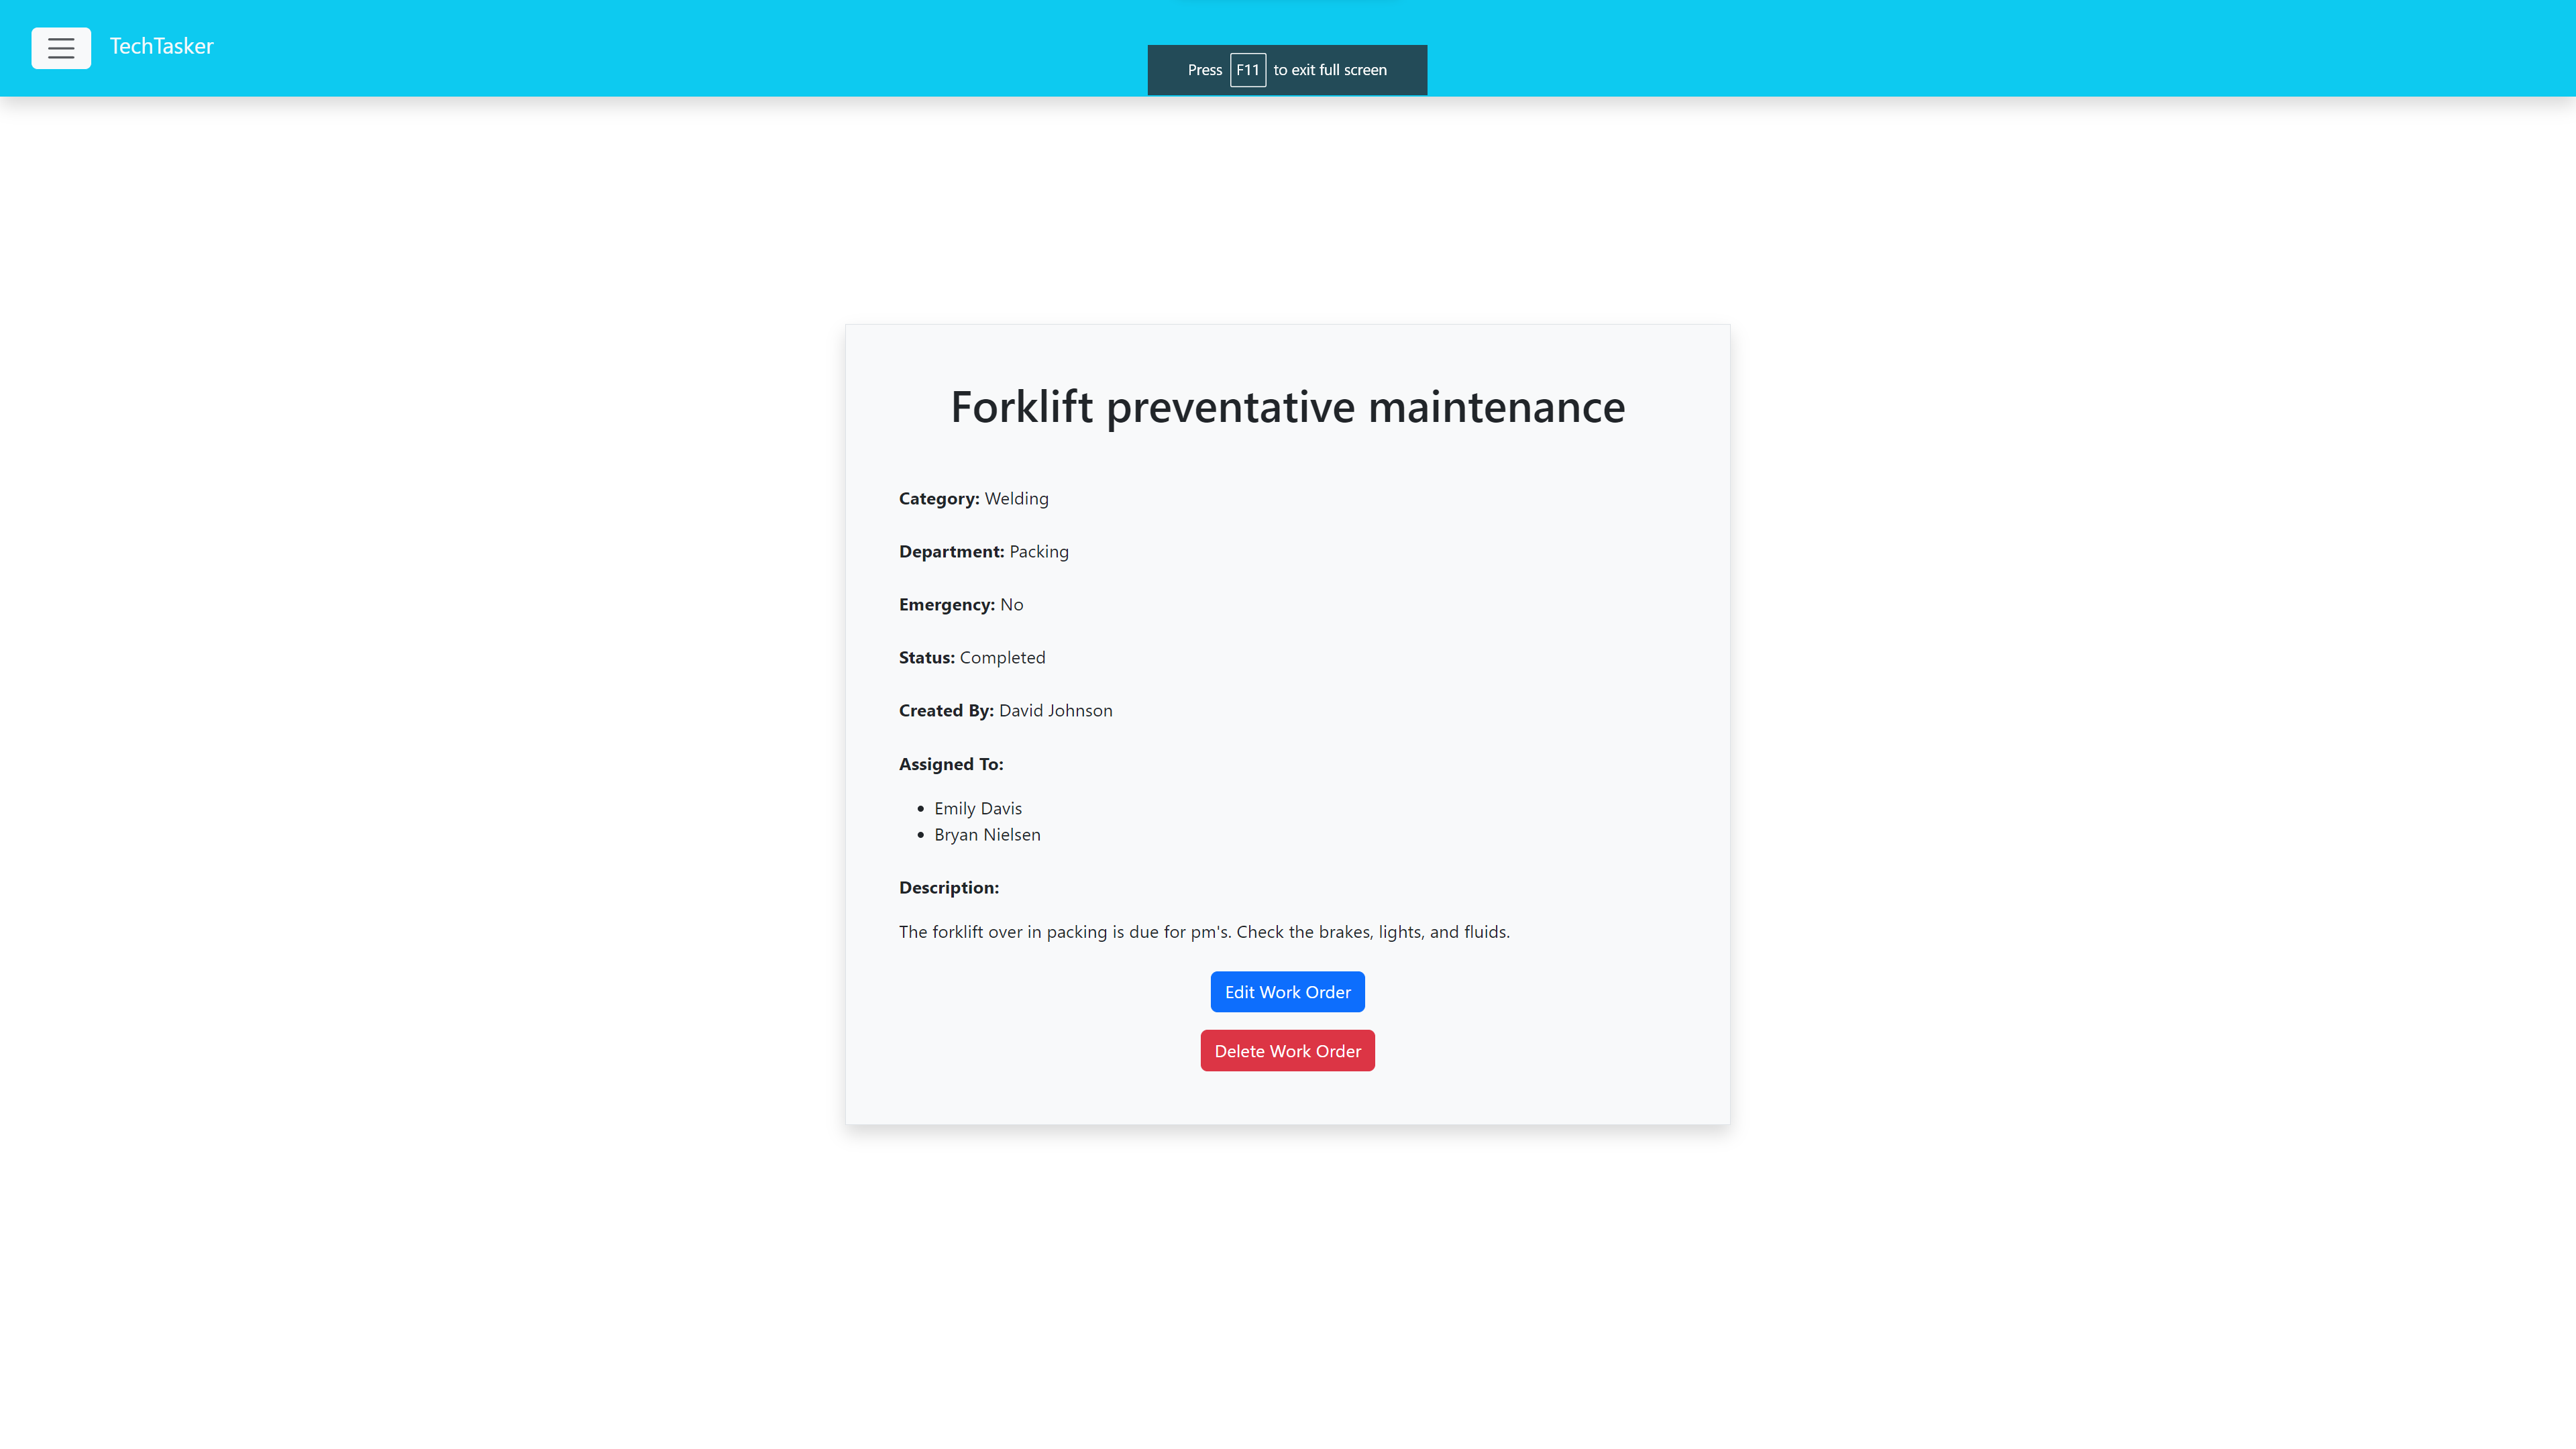 TechTasker
Press F11 to exit full screen
Forklift preventative maintenance
Category: Welding
Department: Packing
Emergency: No
Status: Completed
Created By: David Johnson
Assigned To:
Emily Davis
Bryan Nielsen
Description:
The forklift over in packing is due for pm's. Check the brakes, lights, and fluids.
Edit Work Order
Delete Work Order